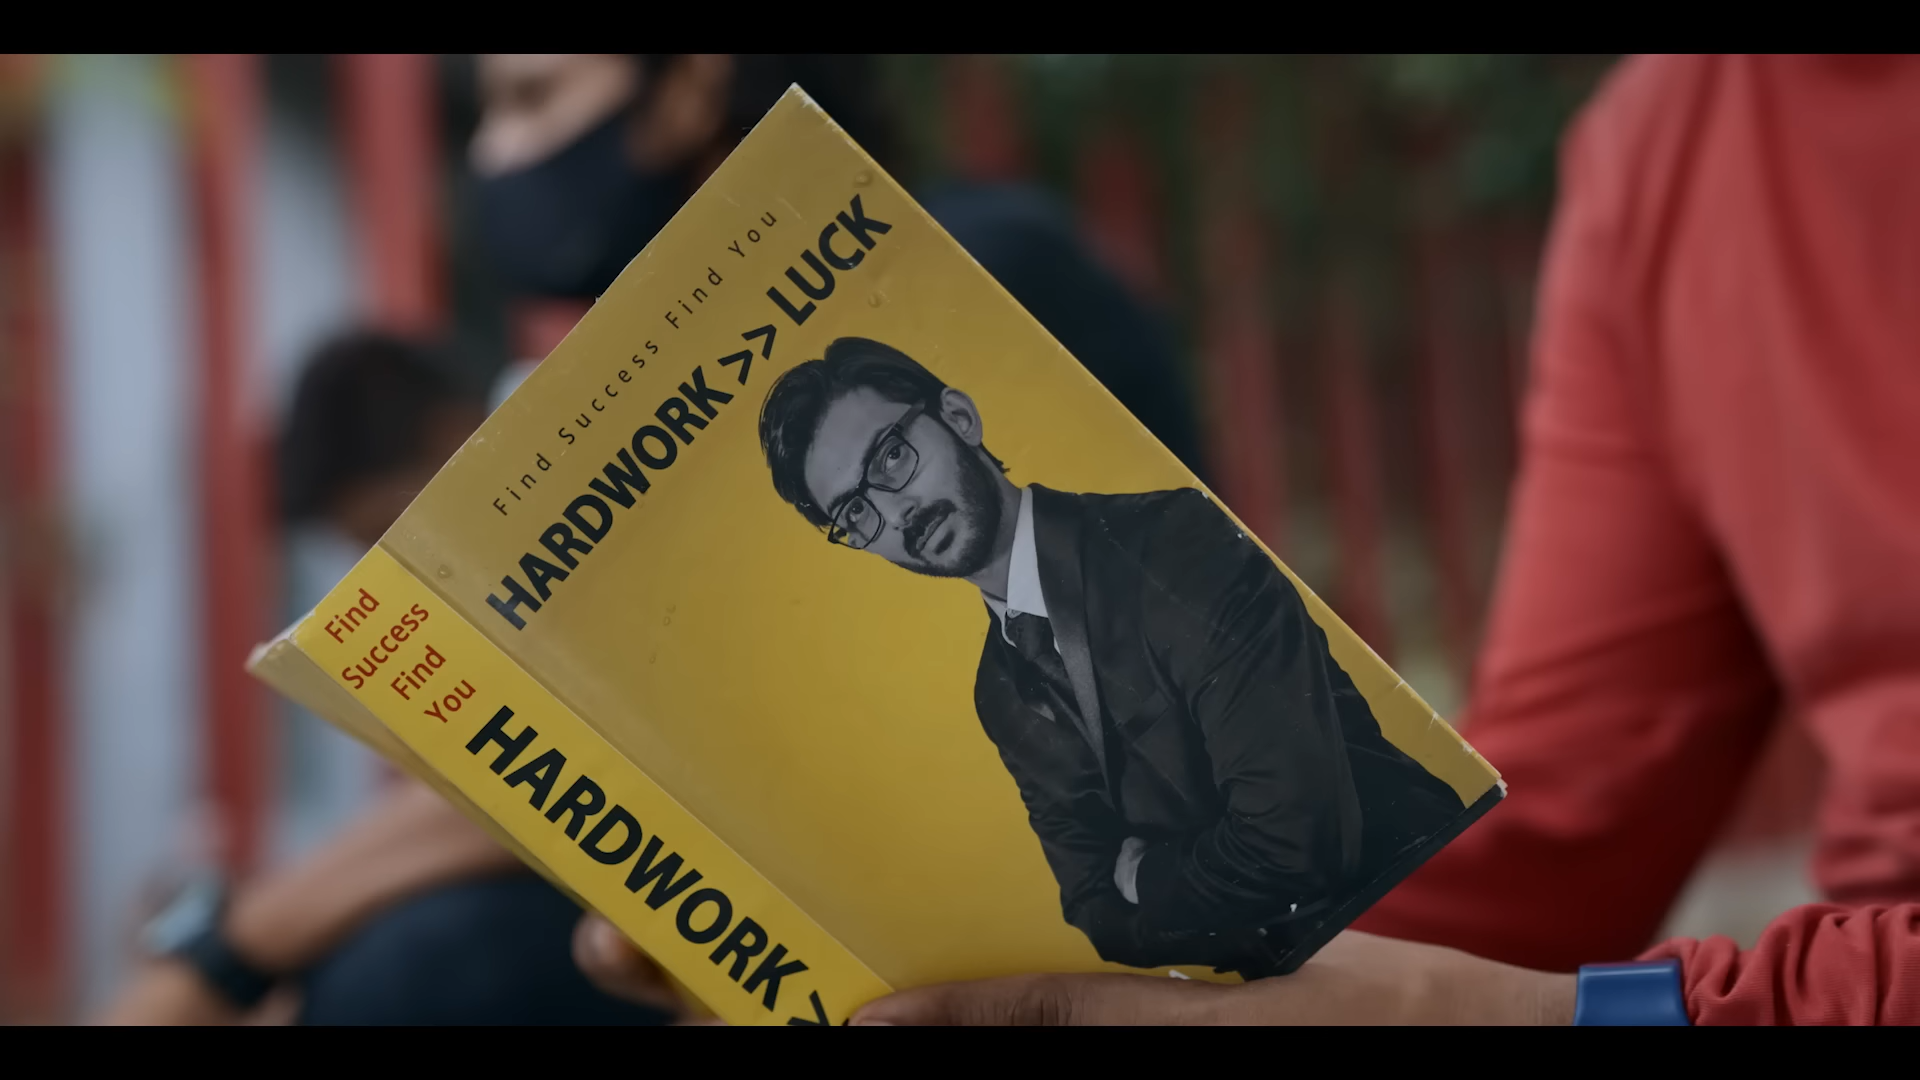 Find Success Find You
HARDWORK >> LUCK
Find
Success
Find
You
HARDWORK >